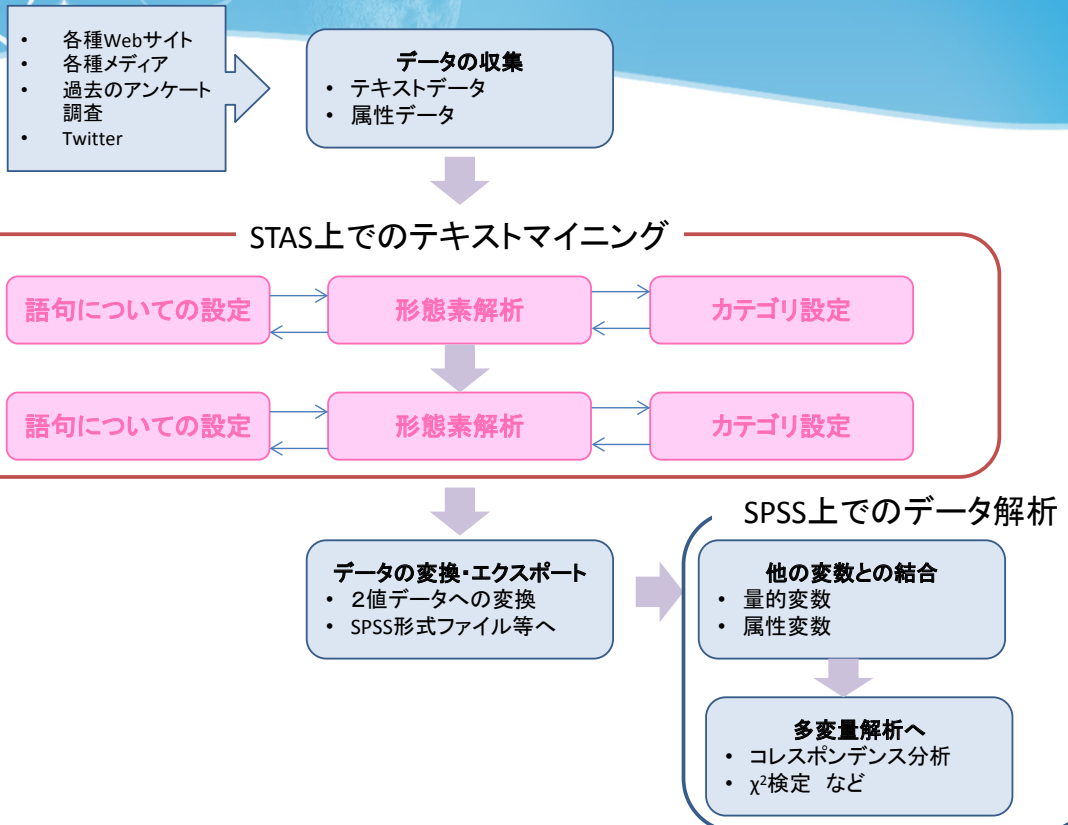 • 各種Webサイト
• 各種メディア
• 過去のアンケート
調査
• Twitter
データの収集
• テキストデータ
• 属性データ
STAS上でのテキストマイニング
語句についての設定
形態素解析
カテゴリ設定
語句についての設定
形態素解析
カテゴリ設定
データの変換・エクスポート
• ２値データへの変換
• SPSS形式ファイル等へ
SPSS上でのデータ解析
他の変数との結合
• 量的変数
• 属性変数
多変量解析へ
• コレスポンデンス分析
• χ²検定 など